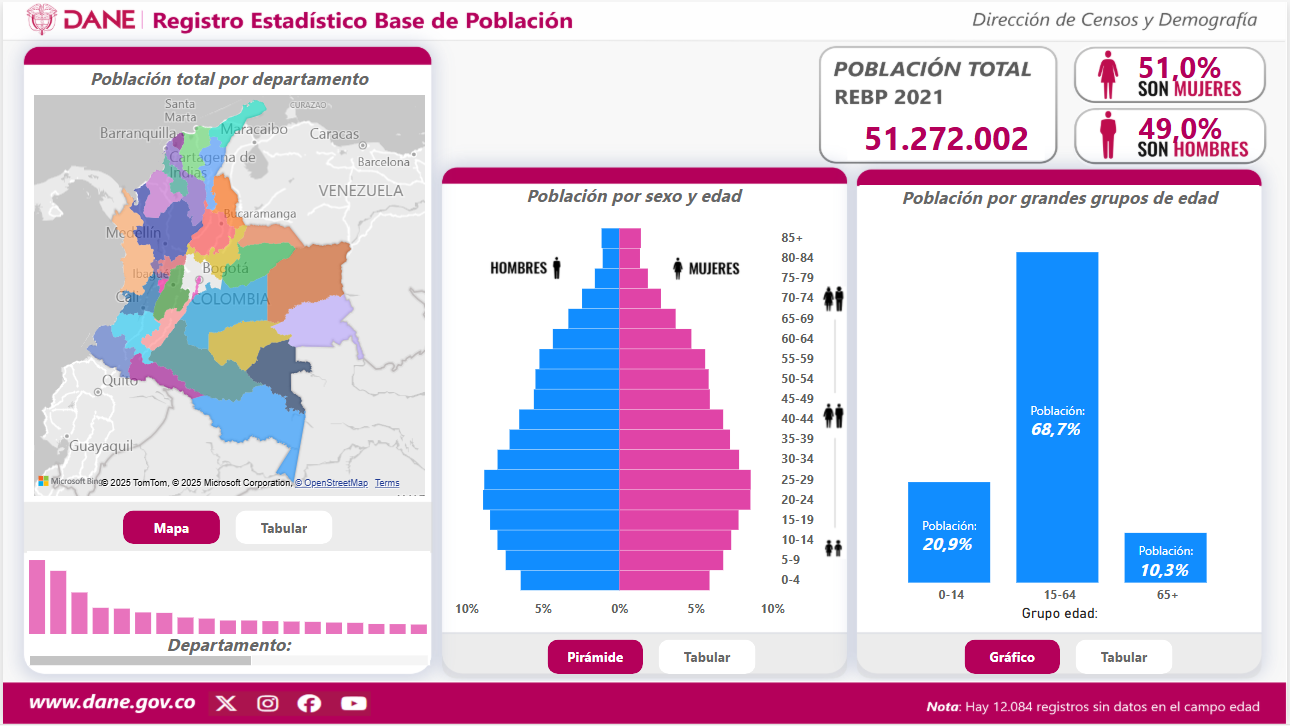 DANE Registro Estadístico Base de Población
Dirección de Censos y Demografía
Población total por departamento
Santa
Marta
CURAZAO
Barranquilla
Maracaibo
Caracas
Cartagena de
Indias
Barcelona
VENEZUELA
Bucaramanga
Medellín
Ibagué
Bogotá
Cali
COLOMBIA
Quito
Guayaquil
Microsoft Bing
© 2025 TomTom, © 2025 Microsoft Corporation, © OpenStreetMap Terms
Mapa
Tabular
Departamento:
POBLACIÓN TOTAL
REBP 2021
51.272.002
51,0%
SON MUJERES
49,0%
SON HOMBRES
Población por sexo y edad
HOMBRES
MUJERES
85+
80-84
75-79
70-74
65-69
60-64
55-59
50-54
45-49
40-44
35-39
30-34
25-29
20-24
15-19
10-14
5-9
0-4
10% 5% 0% 5% 10%
Pirámide
Tabular
Población por grandes grupos de edad
Población:
68,7%
Población:
20,9%
Población:
10,3%
0-14 15-64 65+
Grupo edad:
Gráfico
Tabular
www.dane.gov.co
Nota: Hay 12.084 registros sin datos en el campo edad